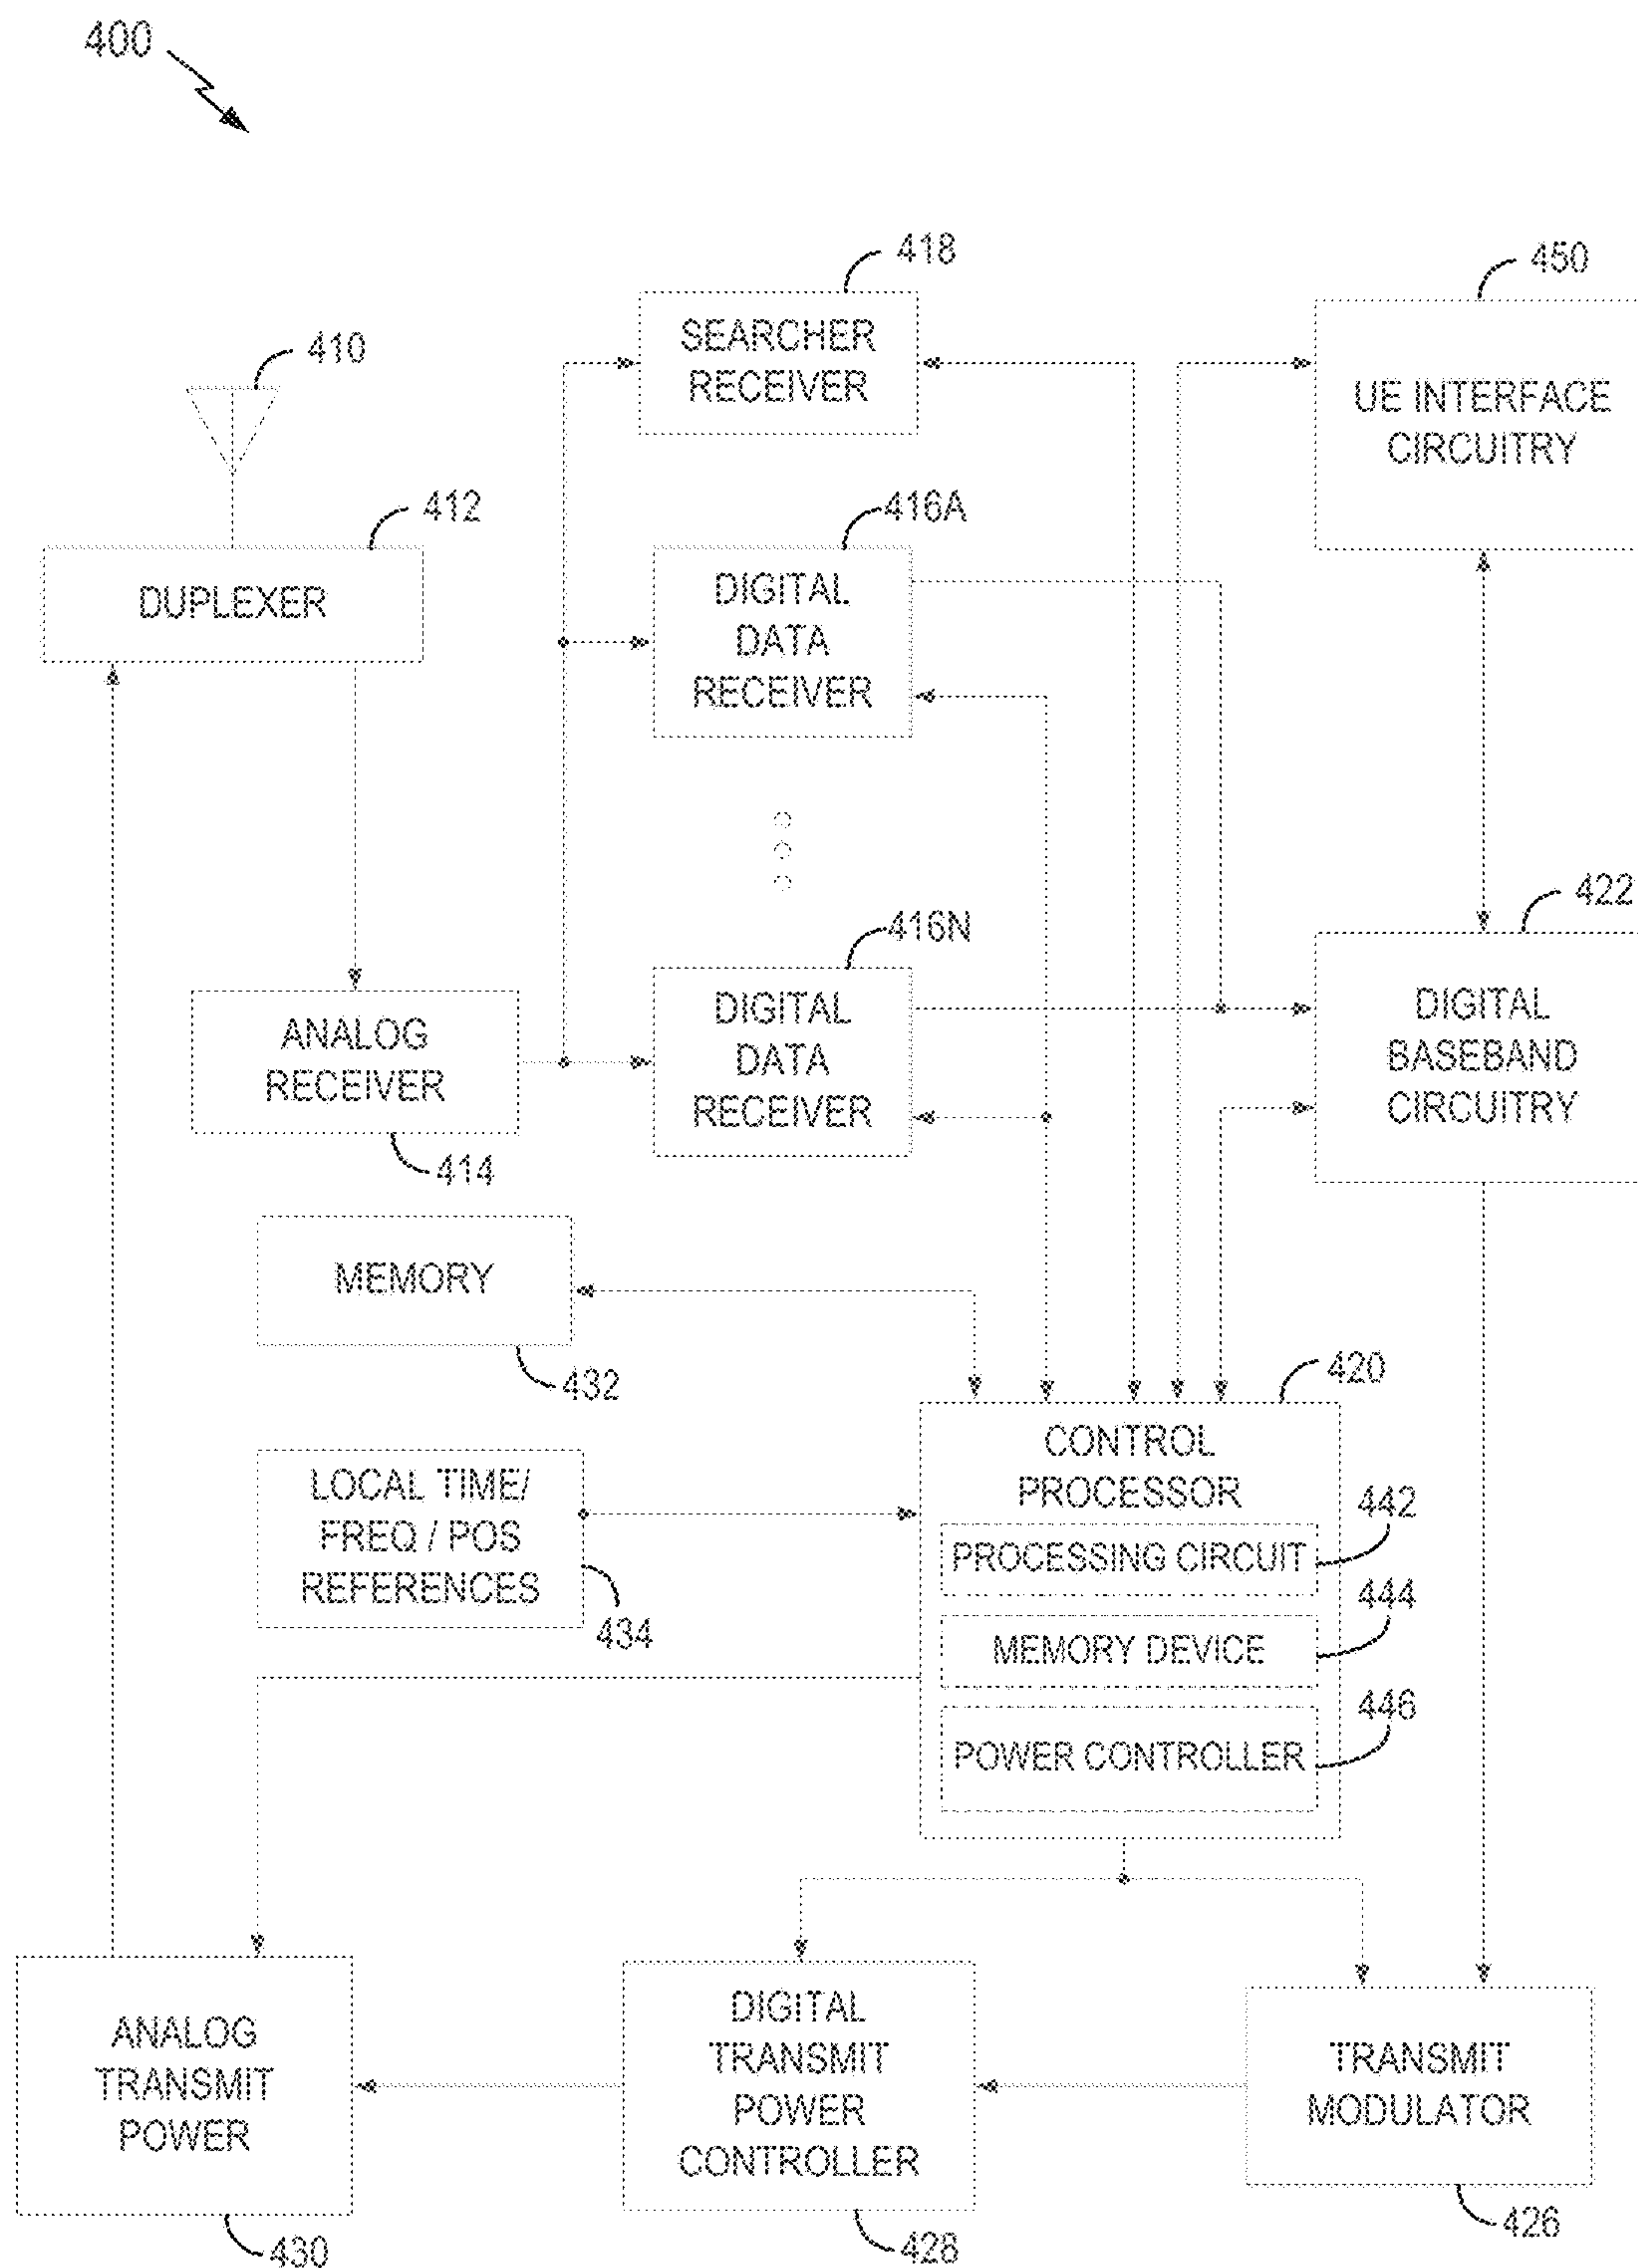 400
418
SEARCHER
RECEIVER
450
UE INTERFACE
CIRCUITRY
410
412
DUPLEXER
416A
DIGITAL
DATA
RECEIVER
416N
DIGITAL
DATA
RECEIVER
422
DIGITAL
BASEBAND
CIRCUITRY
ANALOG
RECEIVER
414
MEMORY
432
420
CONTROL
PROCESSOR
442
PROCESSING CIRCUIT
444
MEMORY DEVICE
446
POWER CONTROLLER
LOCAL TIME/
FREQ / POS
REFERENCES
434
ANALOG
TRANSMIT
POWER
430
DIGITAL
TRANSMIT
POWER
CONTROLLER
428
TRANSMIT
MODULATOR
426